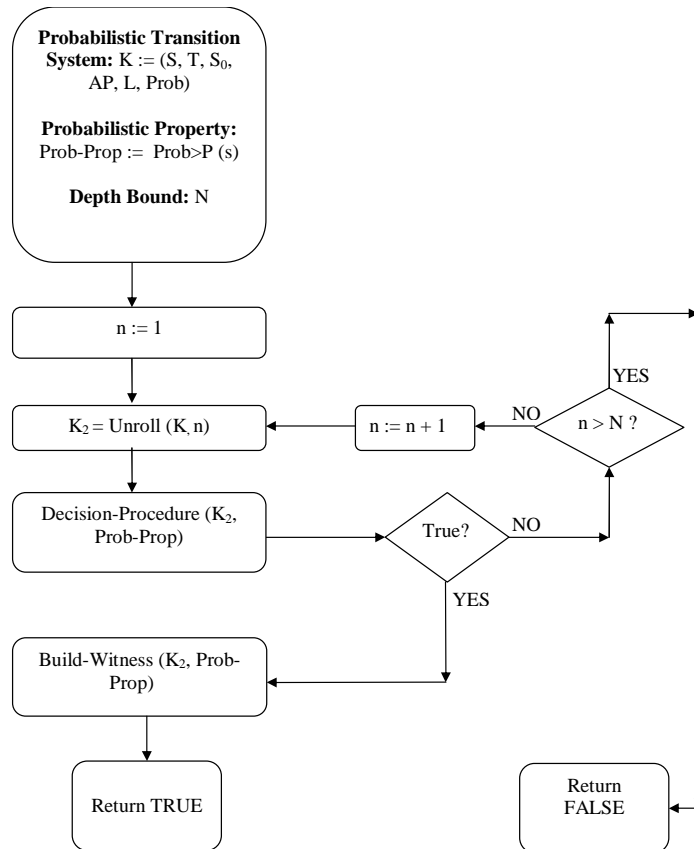 Probabilistic Transition
System: K := (S, T, S₀,
AP, L, Prob)
Probabilistic Property:
Prob-Prop := Prob>P (s)
Depth Bound: N
n := 1
YES
K₂ = Unroll (K, n)
n := n + 1
NO
n > N ?
Decision-Procedure (K₂,
Prob-Prop)
True?
NO
YES
Build-Witness (K₂, Prob-
Prop)
Return TRUE
Return
FALSE